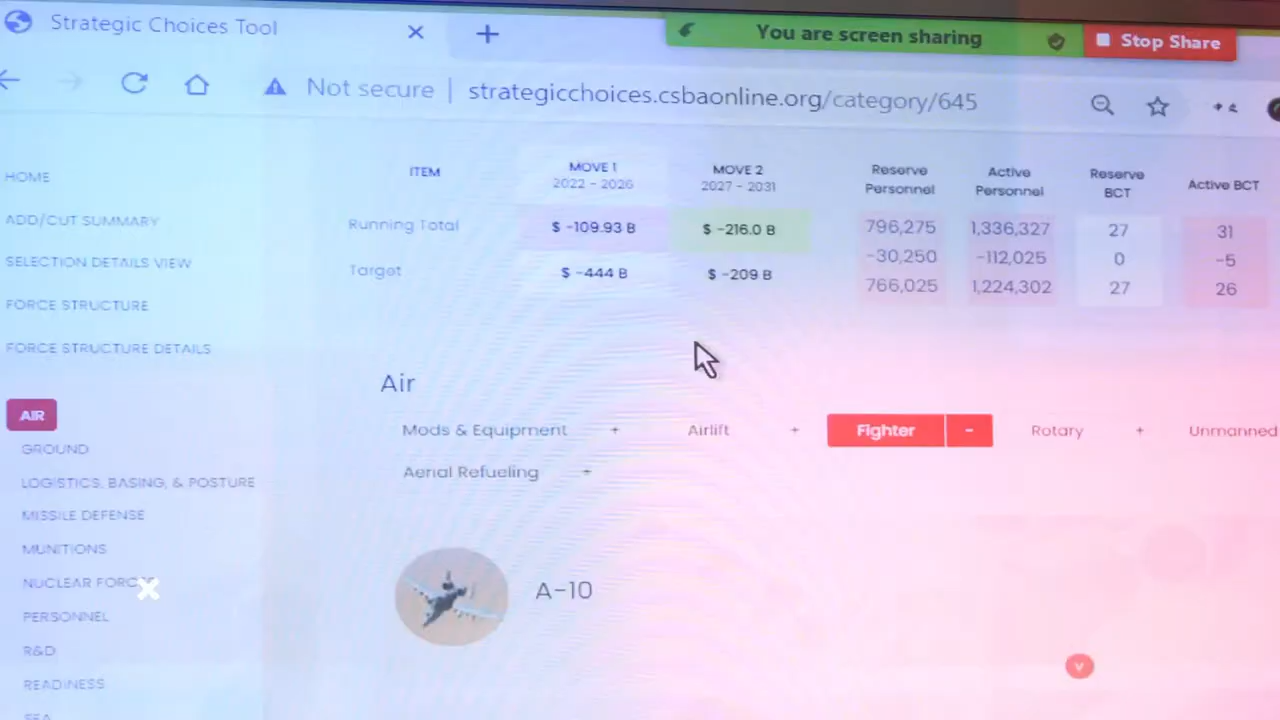 Strategic Choices Tool
You are screen sharing
Stop Share
Not secure
strategicchoices.csbaonline.org/category/645
HOME
ADD/CUT SUMMARY
SELECTION DETAILS VIEW
FORCE STRUCTURE
FORCE STRUCTURE DETAILS
AIR
GROUND
LOGISTICS, BASING, & POSTURE
MISSILE DEFENSE
MUNITIONS
NUCLEAR FORCES
PERSONNEL
R&D
READINESS
SEA
ITEM MOVE 1 MOVE 2 Reserve Active Reserve Active BCT
2022 - 2026 2027 - 2031 Personnel Personnel BCT
Running Total $ -109.93 B $ -216.0 B 796,275 1,336,327 27 31
-30,250 -112,025 0 -5
Target $ -444 B $ -209 B 766,025 1,224,302 27 26
Air
Mods & Equipment + Airlift + Fighter - Rotary + Unmanned
Aerial Refueling +
A-10
v